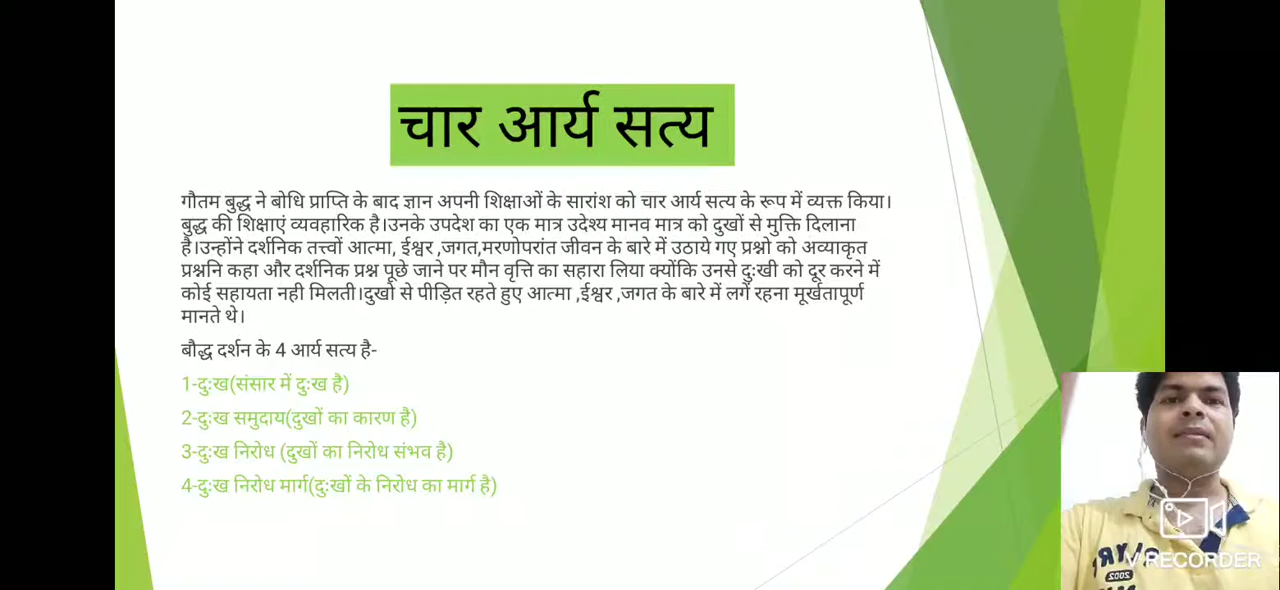 चार आर्य सत्य
गौतम बुद्ध ने बोधि प्राप्ति के बाद ज्ञान अपनी शिक्षाओं के सारांश को चार आर्य सत्य के रूप में व्यक्त किया।
बुद्ध की शिक्षाएं व्यवहारिक है।उनके उपदेश का एक मात्र उदेश्य मानव मात्र को दुखों से मुक्ति दिलाना
है।उन्होंने दर्शनिक तत्त्वों आत्मा, ईश्वर ,जगत,मरणोपरांत जीवन के बारे में उठाये गए प्रश्नो को अव्याकृत
प्रश्ननि कहा और दर्शनिक प्रश्न पूछे जाने पर मौन वृत्ति का सहारा लिया क्योंकि उनसे दुःखी को दूर करने में
कोई सहायता नही मिलती।दुखो से पीड़ित रहते हुए आत्मा ,ईश्वर ,जगत के बारे में लगें रहना मूर्खतापूर्ण
मानते थे।
बौद्ध दर्शन के 4 आर्य सत्य है-
1-दुःख(संसार में दुःख है)
2-दुःख समुदाय(दुखों का कारण है)
3-दुःख निरोध (दुखों का निरोध संभव है)
4-दुःख निरोध मार्ग(दुःखों के निरोध का मार्ग है)
V RECORDER
2002